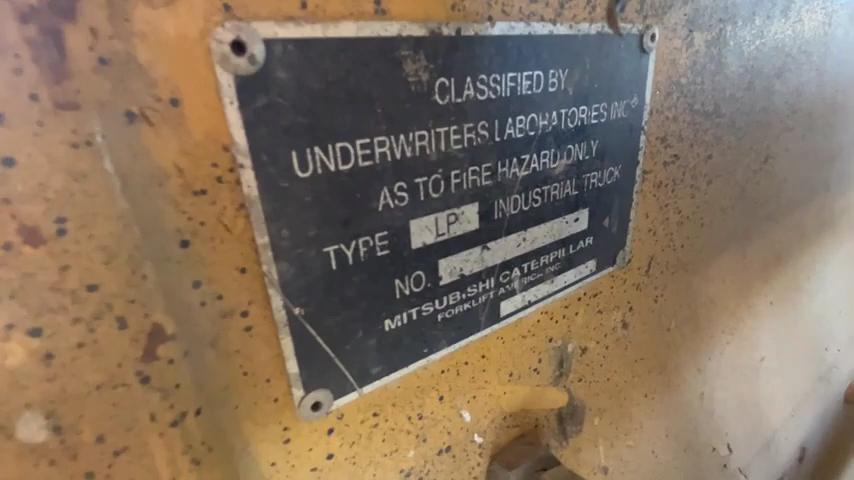 CLASSIFIED BY
UNDERWRITERS LABORATORIES INC.®
AS TO FIRE HAZARD ONLY
TYPE LP INDUSTRIAL TRUCK
NO.
MITSUBISHI CATERPILLAR
FORKLIFT AMERICA INC.